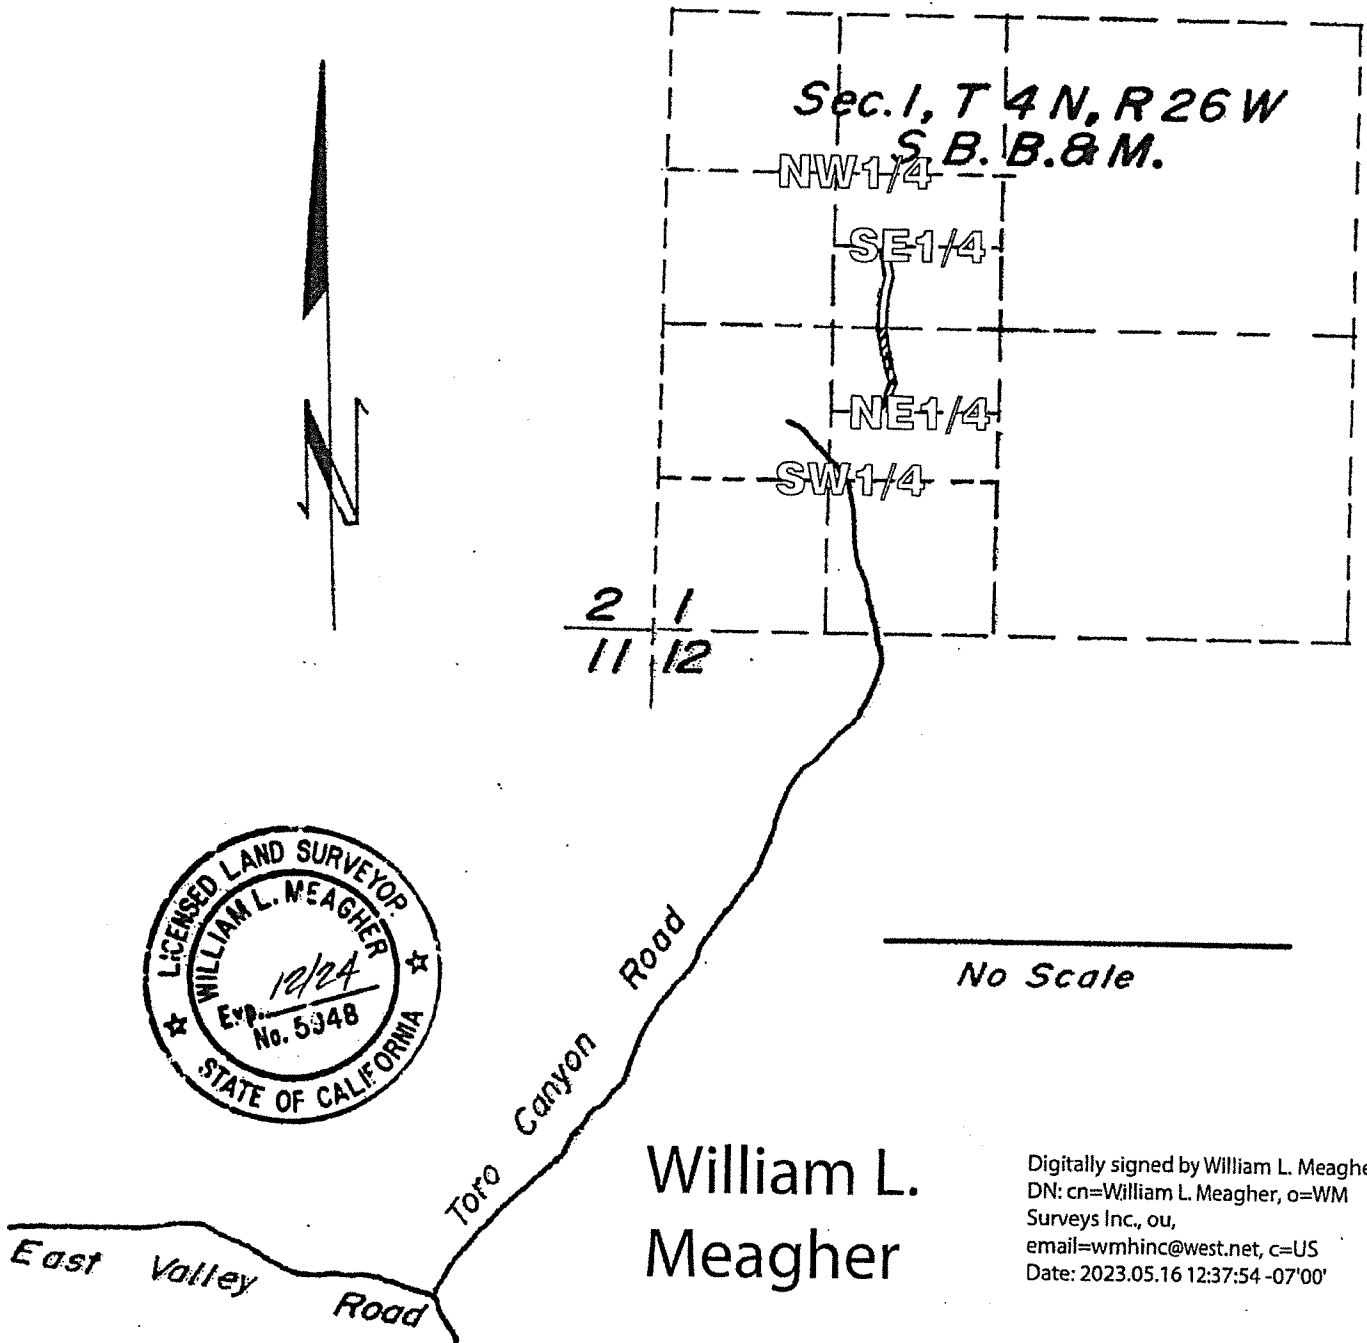 Sec. 1, T 4 N, R 26 W
S. B. B. & M.
NW1/4
SE1/4
NE1/4
SW1/4
N
2 1
11 12
LICENSED LAND SURVEYOR
WILLIAM L. MEAGHER
Exp. 12/24
STATE OF CALIFORNIA
No Scale
Toro Canyon Road
East Valley Road
William L.
Meagher
Digitally signed by William L. Meaghe
DN: cn=William L. Meagher, o=WM
Surveys Inc., ou,
email=wmhinc@west.net, c=US
Date: 2023.05.16 12:37:54 -07'00'